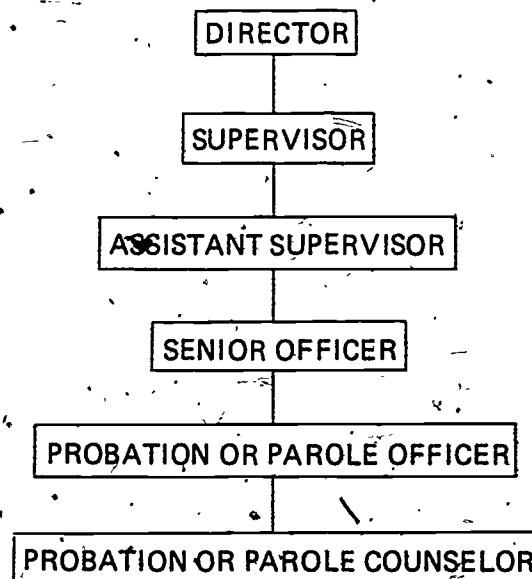 DIRECTOR
SUPERVISOR
ASSISTANT SUPERVISOR
SENIOR OFFICER
PROBATION OR PAROLE OFFICER
PROBATION OR PAROLE COUNSELOR